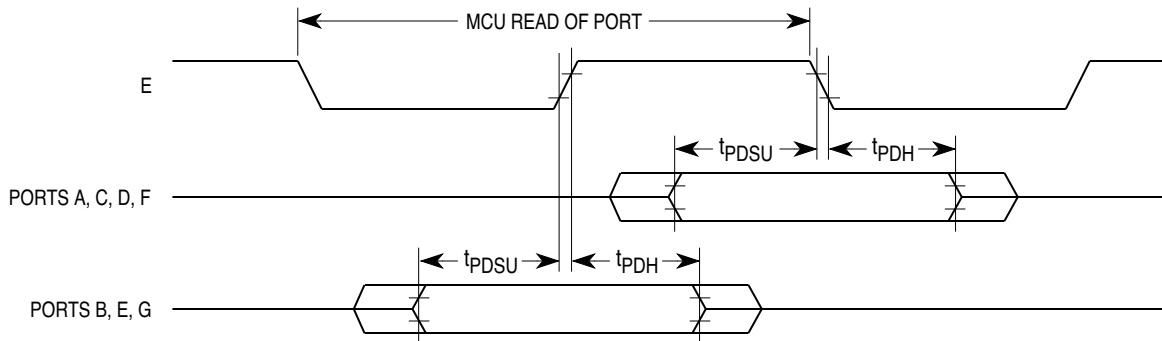 MCU READ OF PORT
E
tPDSU tPDH
PORTS A, C, D, F
tPDSU tPDH
PORTS B, E, G